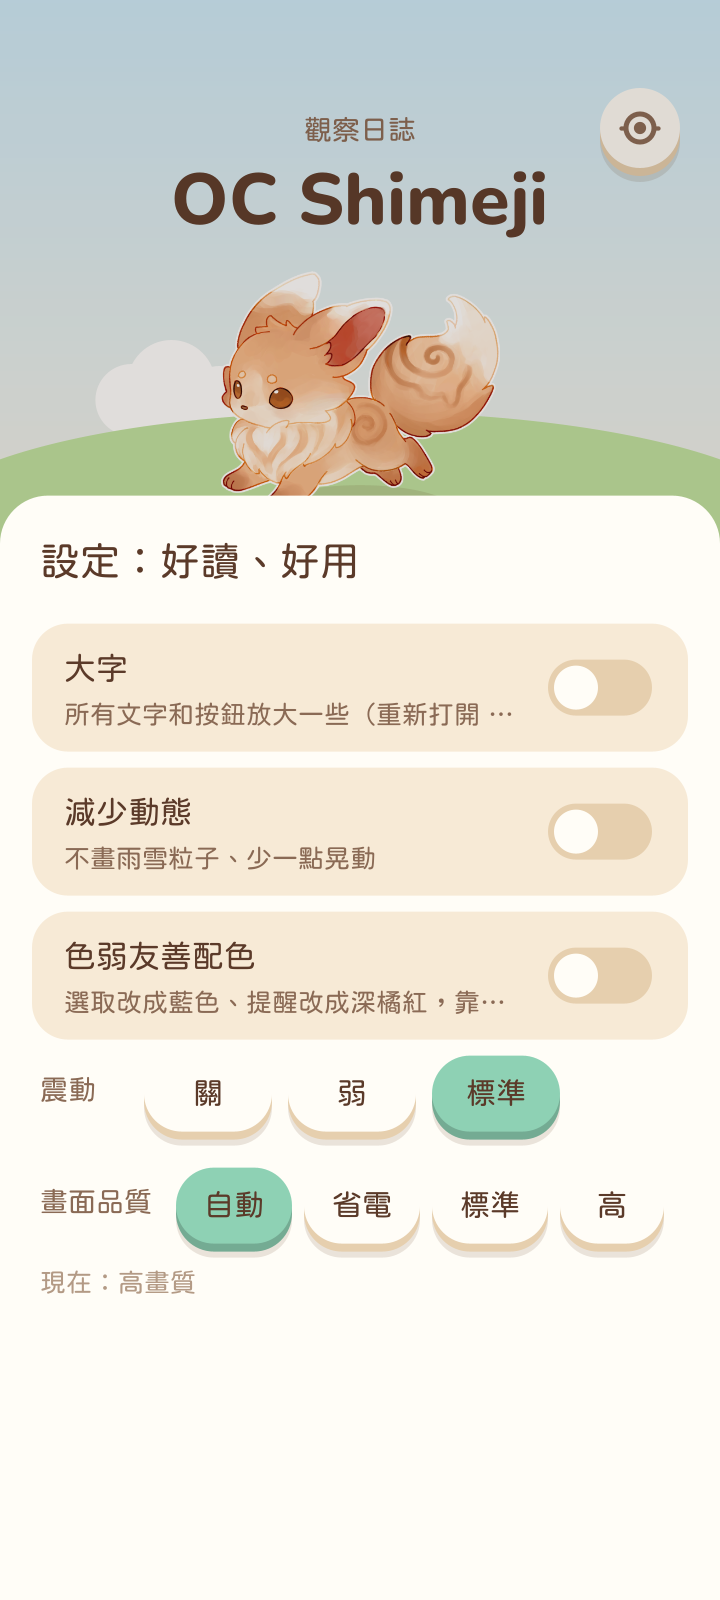 觀察日誌
OC Shimeji
設定：好讀、好用
大字
所有文字和按鈕放大一些（重新打開 …
減少動態
不畫雨雪粒子、少一點晃動
色弱友善配色
選取改成藍色、提醒改成深橘紅，靠…
震動 關 弱 標準
畫面品質 自動 省電 標準 高
現在：高畫質